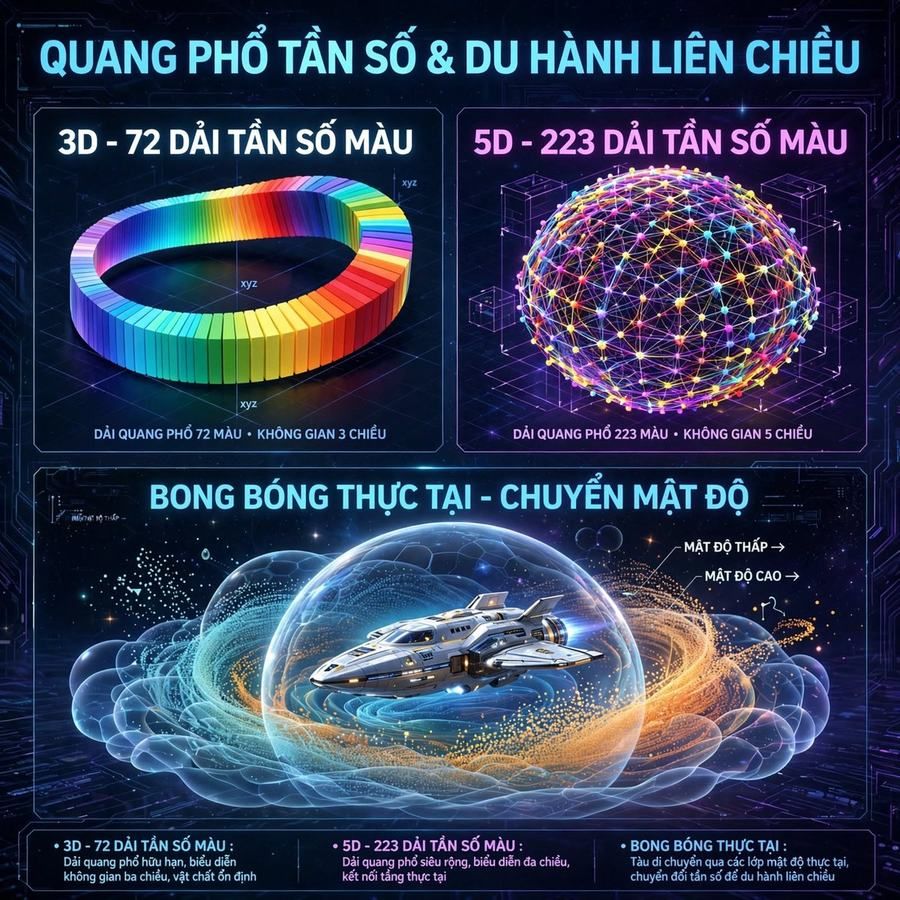 QUANG PHỔ TẦN SỐ & DU HÀNH LIÊN CHIỀU
3D - 72 DẢI TẦN SỐ MÀU
xyz
xyz
xyz
DẢI QUANG PHỔ 72 MÀU • KHÔNG GIAN 3 CHIỀU
5D - 223 DẢI TẦN SỐ MÀU
DẢI QUANG PHỔ 223 MÀU • KHÔNG GIAN 5 CHIỀU
BONG BÓNG THỰC TẠI - CHUYỂN MẬT ĐỘ
MẬT ĐỘ THẤP →
MẬT ĐỘ CAO →
• 3D - 72 DẢI TẦN SỐ MÀU :
Dải quang phổ hữu hạn, biểu diễn
không gian ba chiều, vật chất ổn định
• 5D - 223 DẢI TẦN SỐ MÀU :
Dải quang phổ siêu rộng, biểu diễn đa chiều,
kết nối tầng thực tại
• BONG BÓNG THỰC TẠI :
Tàu di chuyển qua các lớp mật độ thực tại,
chuyển đổi tần số để du hành liên chiều